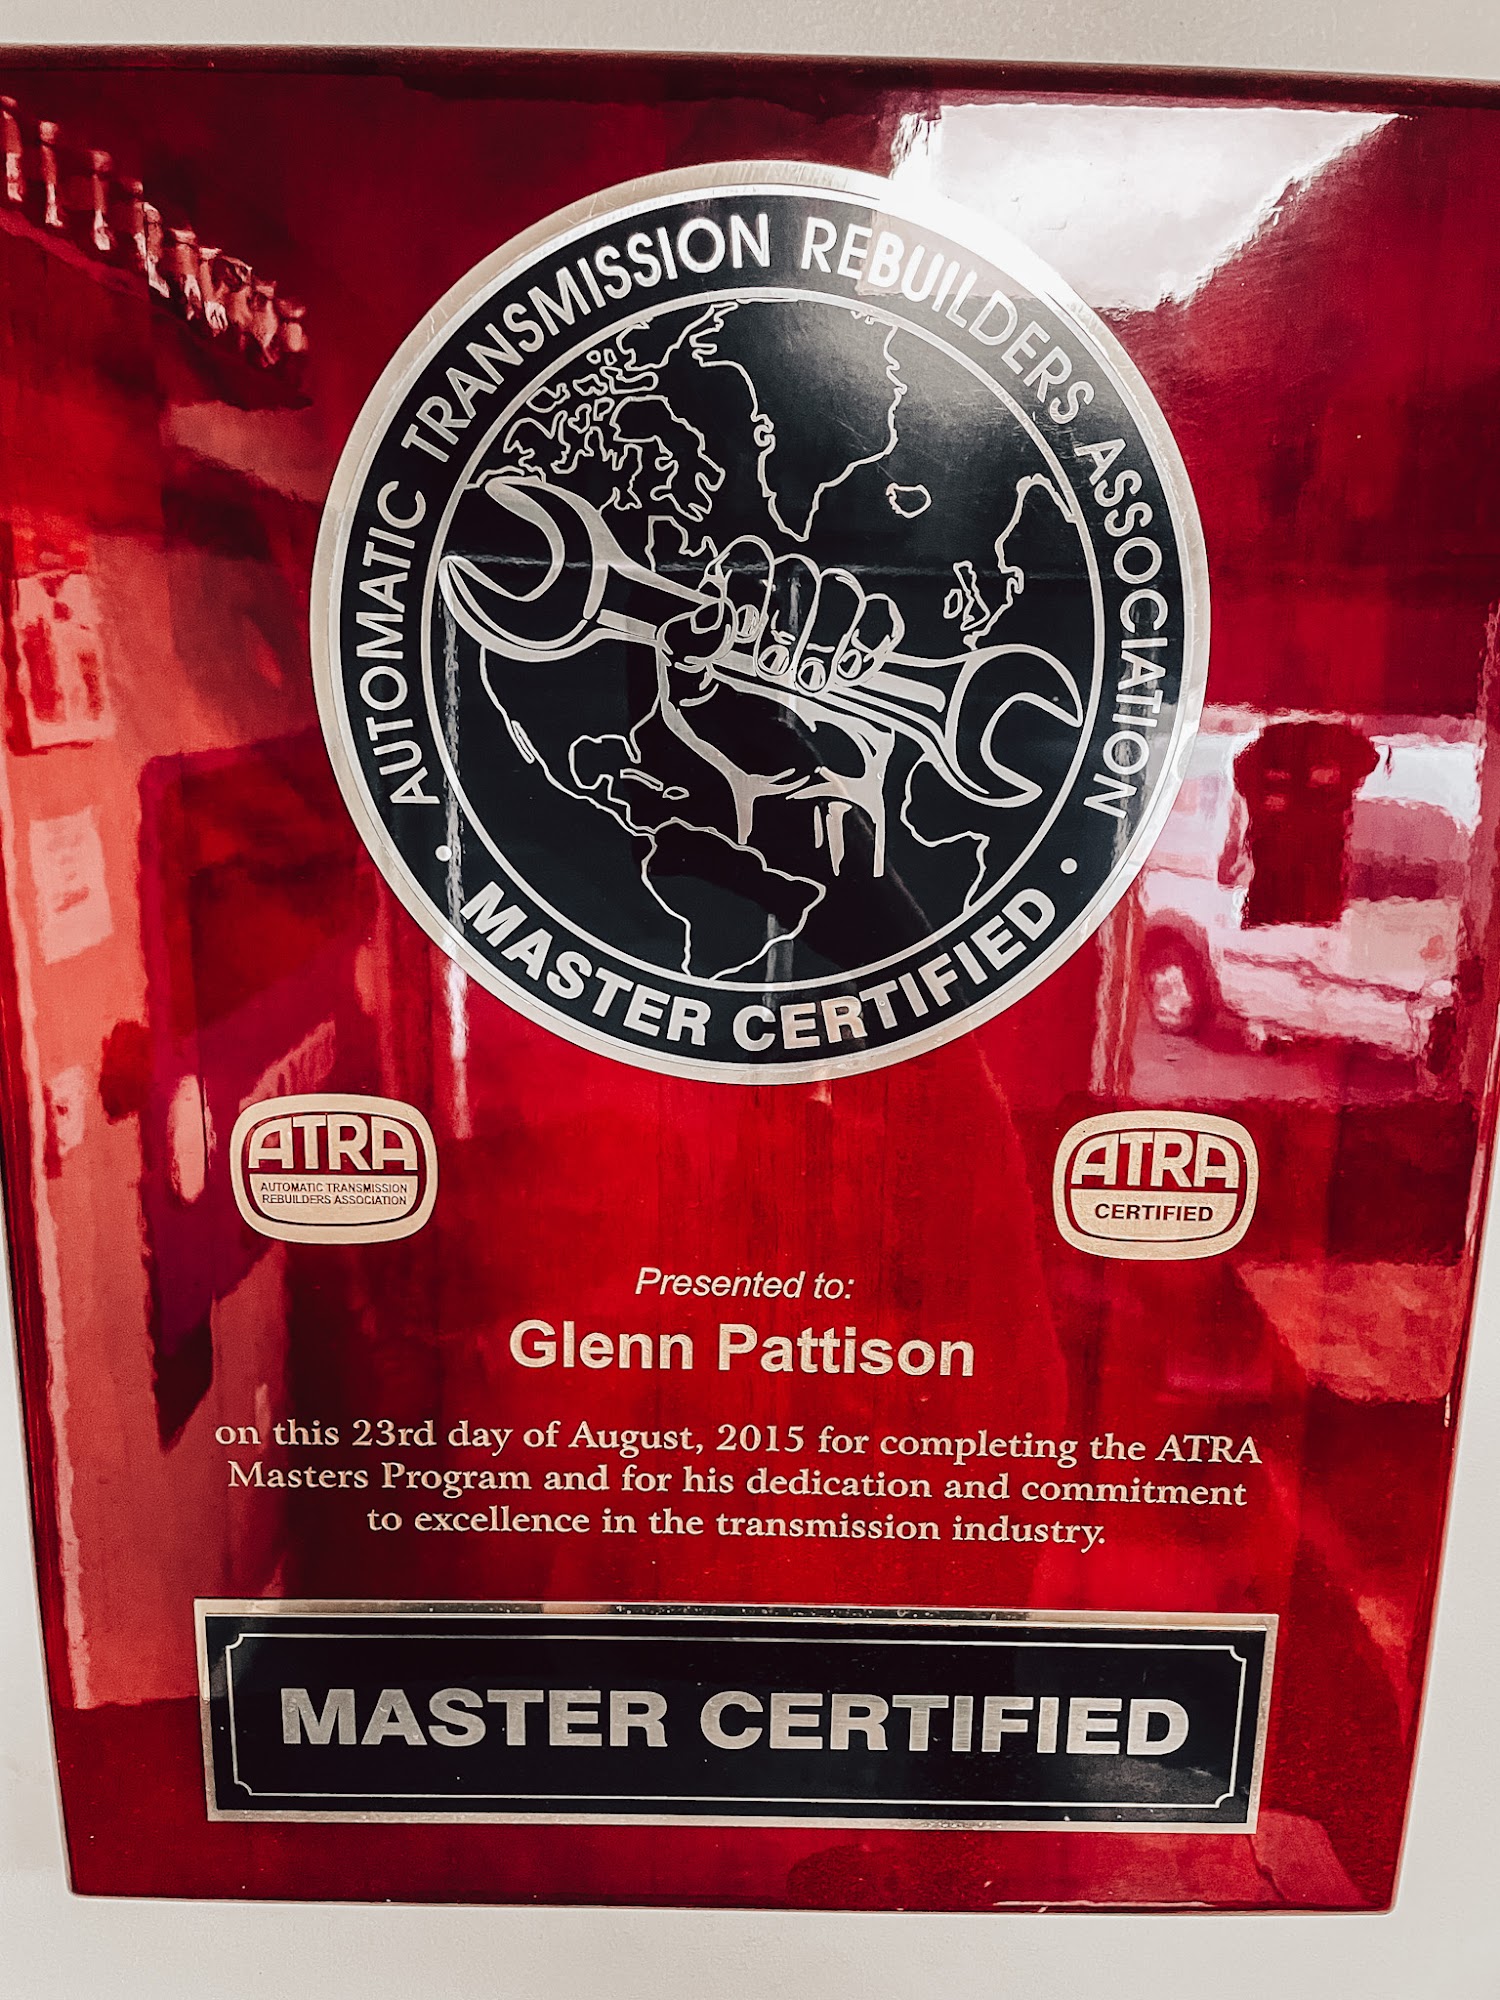 AUTOMATIC TRANSMISSION REBUILDERS ASSOCIATION
• MASTER CERTIFIED •
ATRA
AUTOMATIC TRANSMISSION
REBUILDERS ASSOCIATION
ATRA
CERTIFIED
Presented to:
Glenn Pattison
on this 23rd day of August, 2015 for completing the ATRA
Masters Program and for his dedication and commitment
to excellence in the transmission industry.
MASTER CERTIFIED